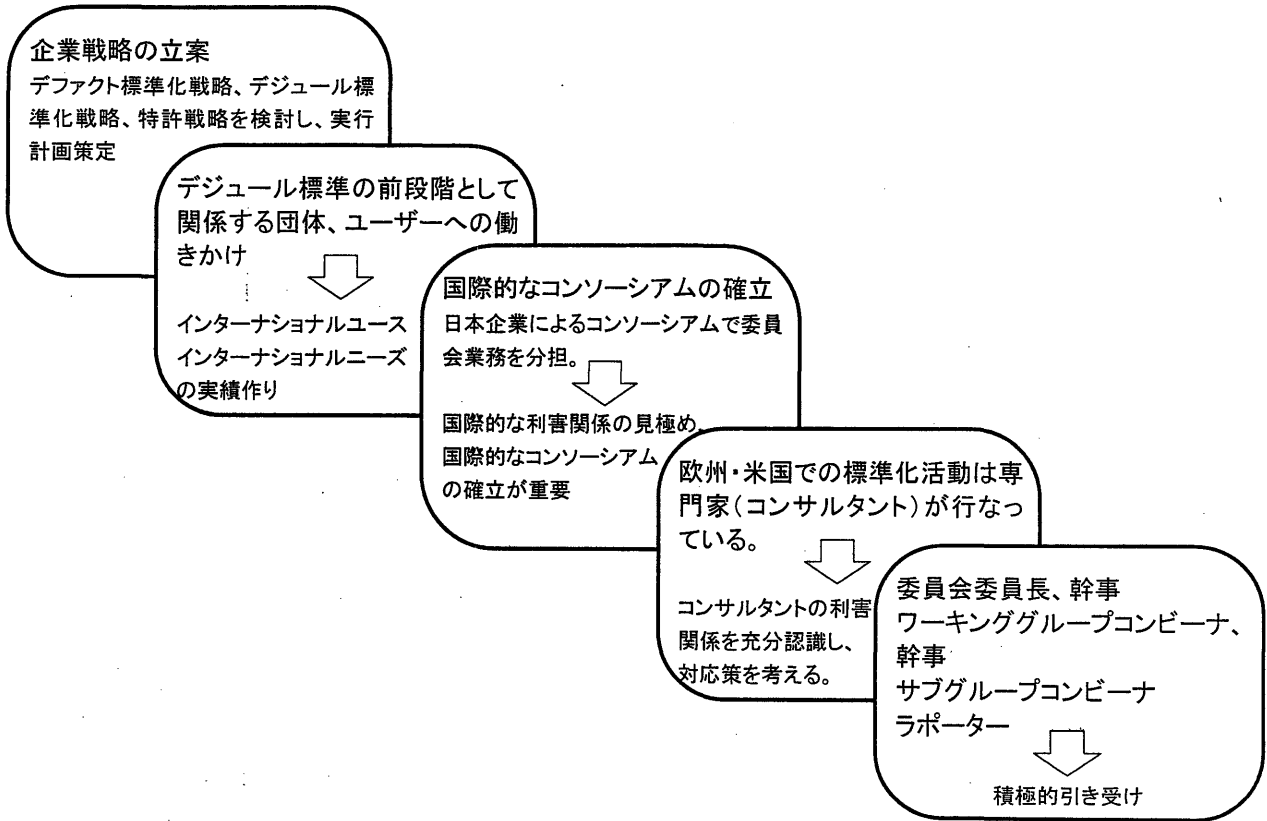 企業戦略の立案
デファクト標準化戦略、デジュール標
準化戦略、特許戦略を検討し、実行
計画策定
デジュール標準の前段階として
関係する団体、ユーザーへの働
きかけ
インターナショナルユース
インターナショナルニーズ
の実績作り
国際的なコンソーシアムの確立
日本企業によるコンソーシアムで委員
会業務を分担。
国際的な利害関係の見極め、
国際的なコンソーシアム
の確立が重要
欧州・米国での標準化活動は専
門家（コンサルタント）が行なっ
ている。
コンサルタントの利害
関係を充分認識し、
対応策を考える。
委員会委員長、幹事
ワーキンググループコンビーナ、
幹事
サブグループコンビーナ
ラポーター
積極的引き受け